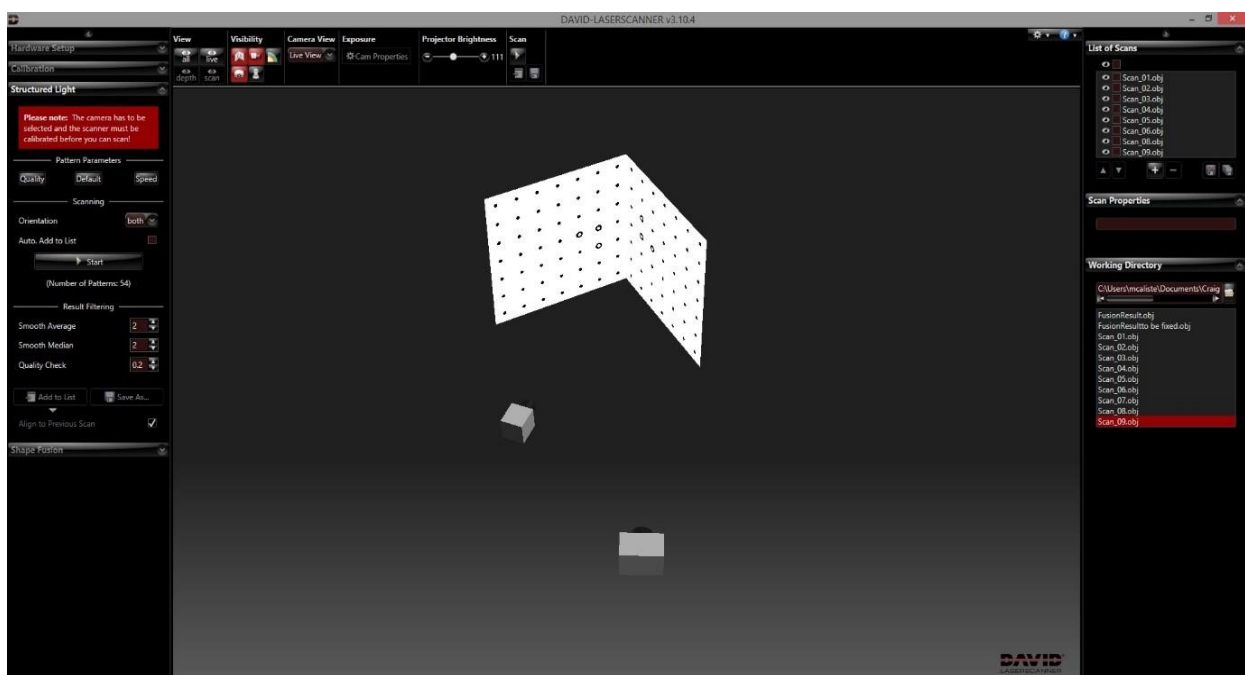 DAVID-LASERSCANNER v3.10.4
Hardware Setup
Calibration
Structured Light
Please note: The camera has to be
selected and the scanner must be
calibrated before you can scan!
Pattern Parameters
Quality Default Speed
Scanning
Orientation both
Auto. Add to List
Start
(Number of Patterns: 54)
Result Filtering
Smooth Average 2
Smooth Median 2
Quality Check 0.2
Add to List Save As...
Align to Previous Scan
Shape Fusion
View Visibility Camera View Exposure Projector Brightness Scan
all live Live View Cam Properties 111
depth scan
DAVID
LASERSCANNER
List of Scans
Scan_01.obj
Scan_02.obj
Scan_03.obj
Scan_04.obj
Scan_05.obj
Scan_06.obj
Scan_08.obj
Scan_09.obj
Scan Properties
Working Directory
C:\Users\mcaliste\Documents\Craig
FusionResult.obj
FusionResultto be fixed.obj
Scan_01.obj
Scan_02.obj
Scan_03.obj
Scan_04.obj
Scan_05.obj
Scan_06.obj
Scan_07.obj
Scan_08.obj
Scan_09.obj